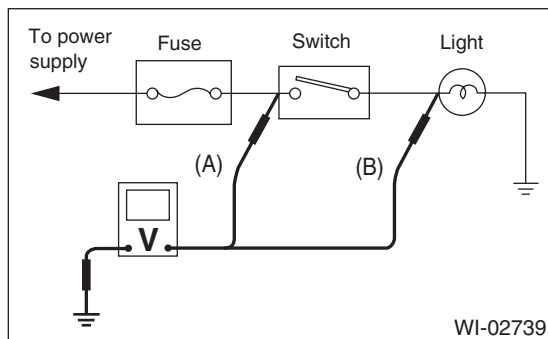 To power
supply
Fuse
Switch
Light
(A)
(B)
V
WI-02739